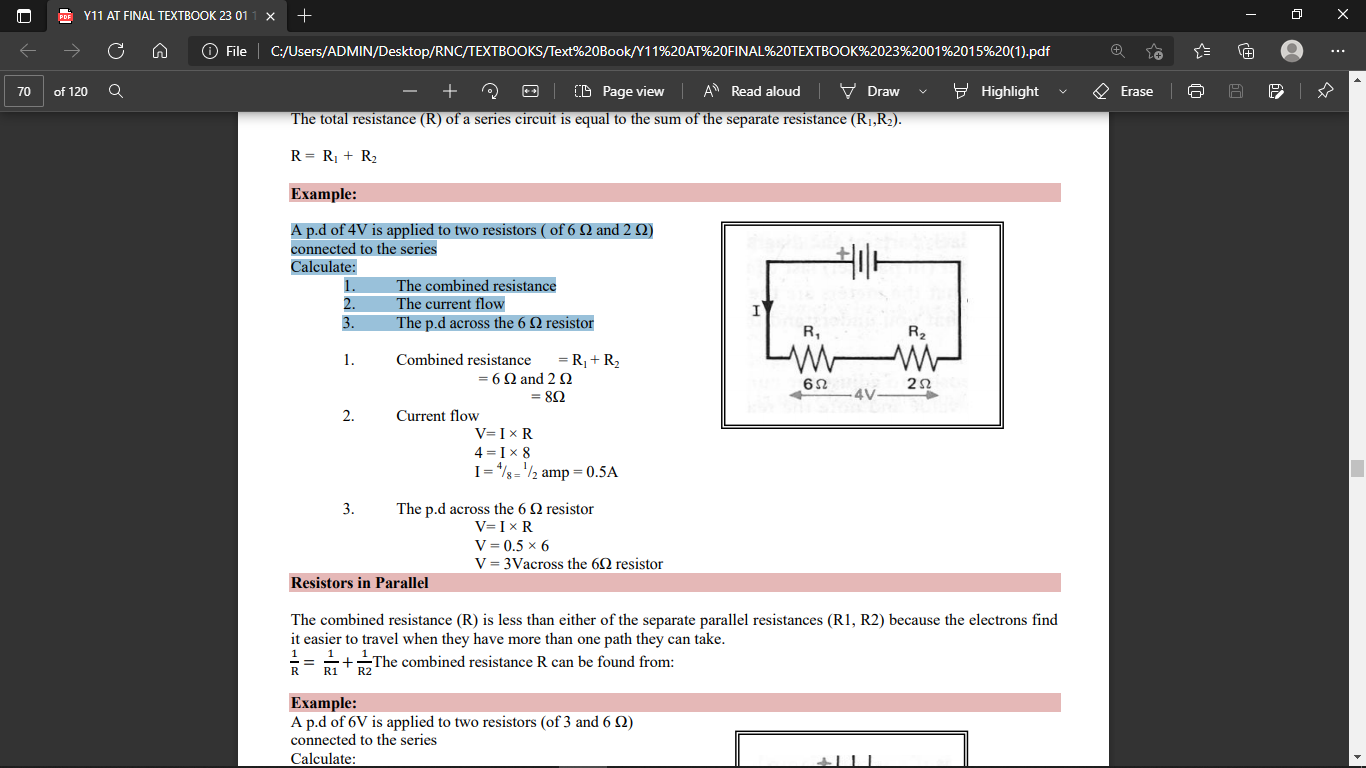 Y11 AT FINAL TEXTBOOK 23 01 1
File
C:/Users/ADMIN/Desktop/RNC/TEXTBOOKS/Text%20Book/Y11%20AT%20FINAL%20TEXTBOOK%2023%2001%2015%20(1).pdf
70 of 120 Page view Read aloud Draw Highlight Erase
The total resistance (R) of a series circuit is equal to the sum of the separate resistance (R₁,R₂).
R = R₁ + R₂
Example:
A p.d of 4V is applied to two resistors ( of 6 Ω and 2 Ω)
connected to the series
Calculate:
1. The combined resistance
2. The current flow
3. The p.d across the 6 Ω resistor
+
I
R₁ R₂
6Ω 2Ω
4V
1. Combined resistance = R₁ + R₂
= 6 Ω and 2 Ω
= 8Ω
2. Current flow
V= I × R
4 = I × 8
I = ⁴/₈ = ¹/₂ amp = 0.5A
3. The p.d across the 6 Ω resistor
V= I × R
V = 0.5 × 6
V = 3Vacross the 6Ω resistor
Resistors in Parallel
The combined resistance (R) is less than either of the separate parallel resistances (R1, R2) because the electrons find
it easier to travel when they have more than one path they can take.
1/R = 1/R1 + 1/R2 The combined resistance R can be found from:
Example:
A p.d of 6V is applied to two resistors (of 3 and 6 Ω)
connected to the series
Calculate:
+